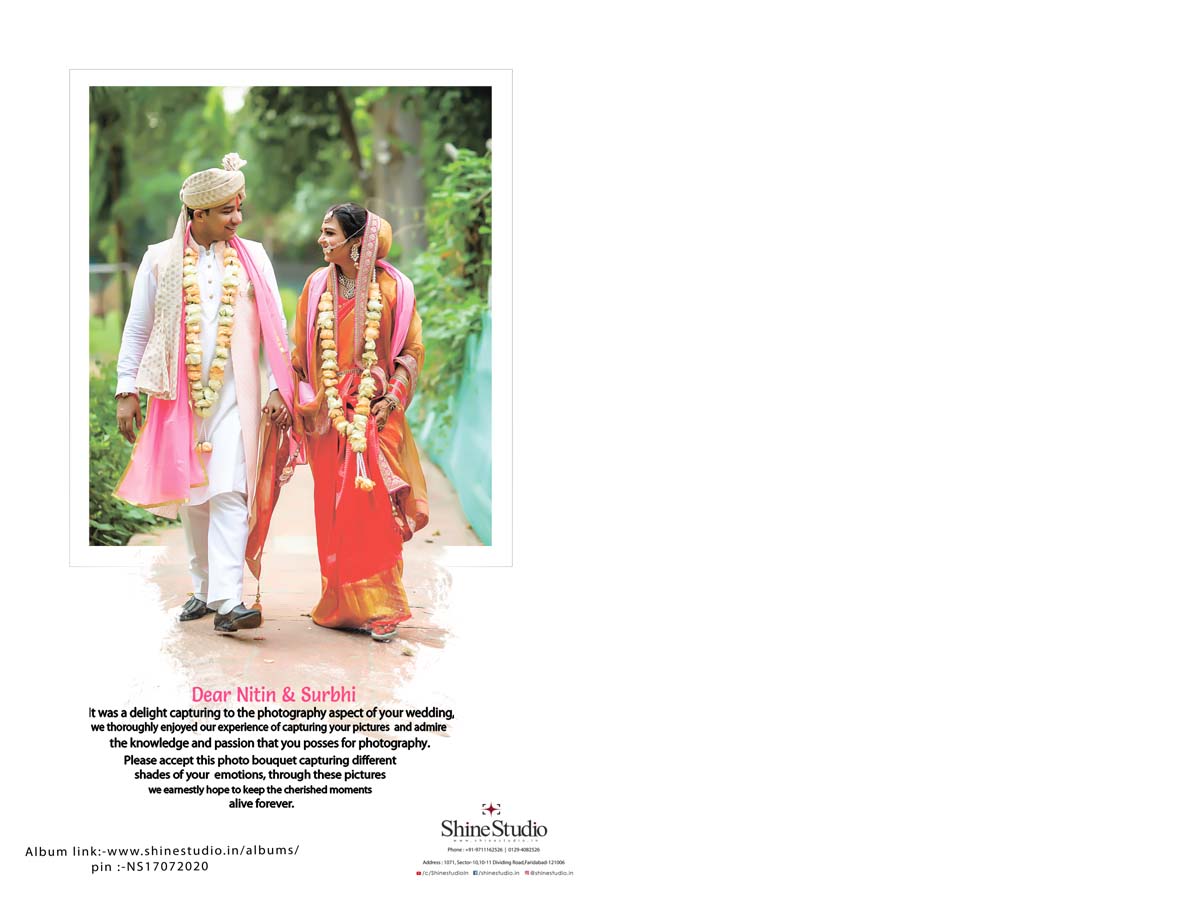 Dear Nitin & Surbhi
It was a delight capturing to the photography aspect of your wedding,
we thoroughly enjoyed our experience of capturing your pictures and admire
the knowledge and passion that you posses for photography.
Please accept this photo bouquet capturing different
shades of your emotions, through these pictures
we earnestly hope to keep the cherished moments
alive forever.
Shine Studio
www.shinestudio.in
Phone : +91-9711162526 | 0129-4082526
Address : 1071, Sector-10,10-11 Dividing Road,Faridabad-121006
/c/Shinestudioin /shinestudio.in @shinestudio.in
Album link:-www.shinestudio.in/albums/
pin :-NS17072020